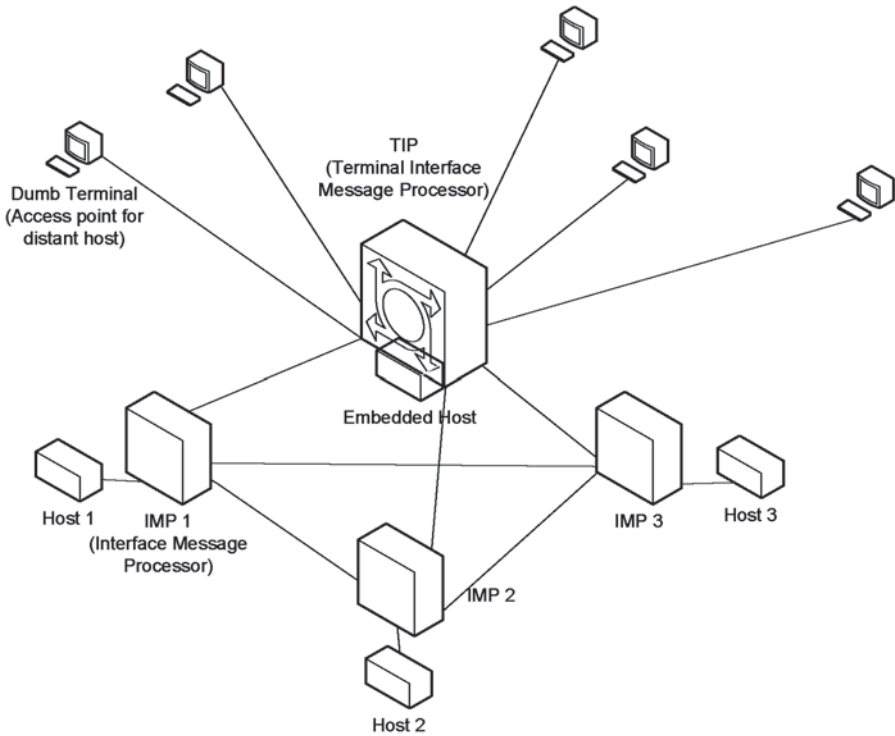 TIP
(Terminal Interface
Message Processor)
Dumb Terminal
(Access point for
distant host)
Embedded Host
Host 1
IMP 1
(Interface Message
Processor)
IMP 3
Host 3
IMP 2
Host 2